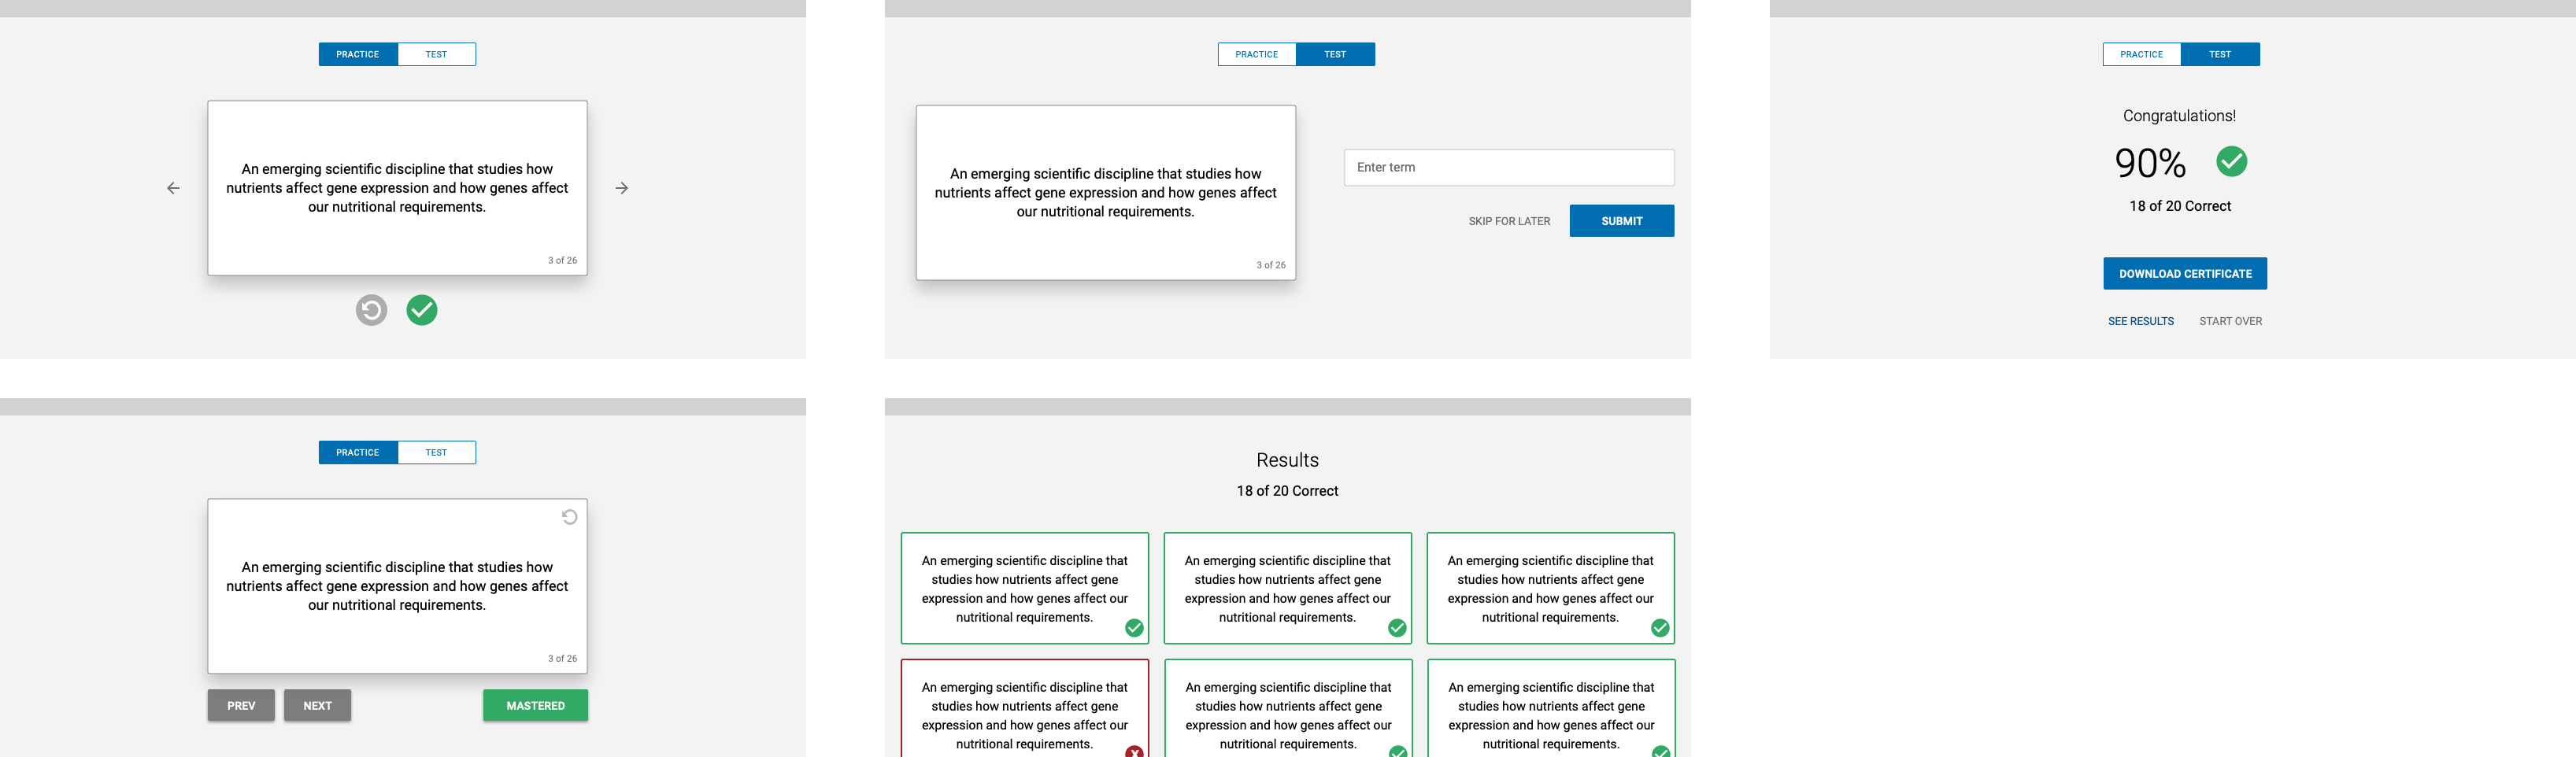 PRACTICE TEST
An emerging scientific discipline that studies how
nutrients affect gene expression and how genes affect
our nutritional requirements.
3 of 26
PRACTICE TEST
An emerging scientific discipline that studies how
nutrients affect gene expression and how genes affect
our nutritional requirements.
3 of 26
Enter term
SKIP FOR LATER SUBMIT
PRACTICE TEST
Congratulations!
90%
18 of 20 Correct
DOWNLOAD CERTIFICATE
SEE RESULTS START OVER
PRACTICE TEST
An emerging scientific discipline that studies how
nutrients affect gene expression and how genes affect
our nutritional requirements.
3 of 26
PREV NEXT MASTERED
Results
18 of 20 Correct
An emerging scientific discipline that
studies how nutrients affect gene
expression and how genes affect our
nutritional requirements.
An emerging scientific discipline that
studies how nutrients affect gene
expression and how genes affect our
nutritional requirements.
An emerging scientific discipline that
studies how nutrients affect gene
expression and how genes affect our
nutritional requirements.
An emerging scientific discipline that
studies how nutrients affect gene
expression and how genes affect our
nutritional requirements.
An emerging scientific discipline that
studies how nutrients affect gene
expression and how genes affect our
nutritional requirements.
An emerging scientific discipline that
studies how nutrients affect gene
expression and how genes affect our
nutritional requirements.